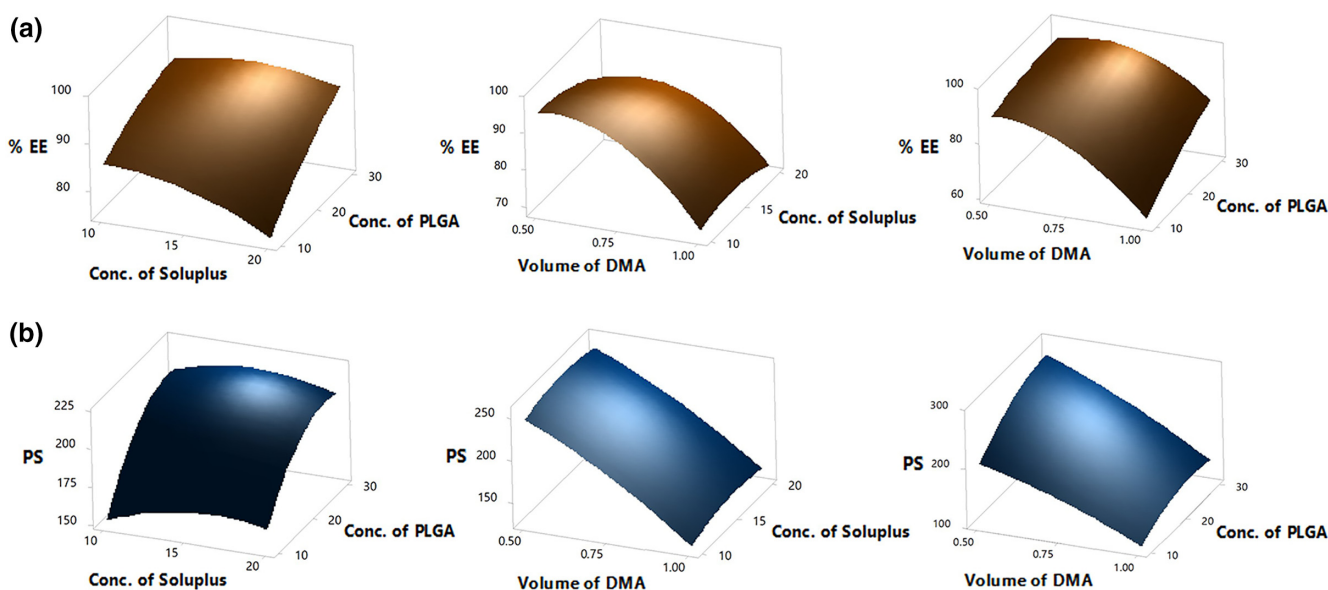 (a)
100
90
80
% EE
10
15
20
Conc. of Soluplus
10
20
30
Conc. of PLGA
100
90
80
70
% EE
0.50
0.75
1.00
Volume of DMA
10
15
20
Conc. of Soluplus
100
80
60
% EE
0.50
0.75
1.00
Volume of DMA
10
20
30
Conc. of PLGA
(b)
225
200
175
150
PS
10
15
20
Conc. of Soluplus
10
20
30
Conc. of PLGA
250
200
150
PS
0.50
0.75
1.00
Volume of DMA
10
15
20
Conc. of Soluplus
300
200
100
PS
0.50
0.75
1.00
Volume of DMA
10
20
30
Conc. of PLGA